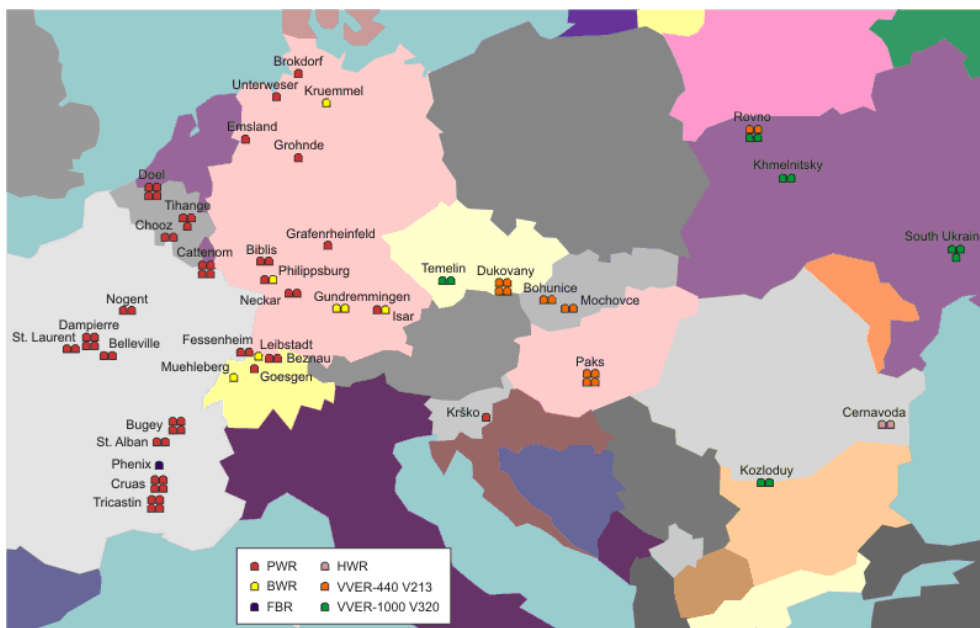 Brokdorf
Unterweser
Kruemmel
Emsland
Grohnde
Rovno
Khmelnitsky
Doel
Tihange
Chooz
Cattenom
Grafenrheinfeld
Biblis
Philippsburg
Neckar
Gundremmingen
Isar
Temelin
Dukovany
Bohunice
Mochovce
South Ukrain
Nogent
Dampierre
St. Laurent
Belleville
Fessenheim
Leibstadt
Beznau
Muehleberg
Goesgen
Paks
Krško
Cernavoda
Bugey
St. Alban
Phenix
Cruas
Tricastin
Kozloduy
PWR
BWR
FBR
HWR
VVER-440 V213
VVER-1000 V320